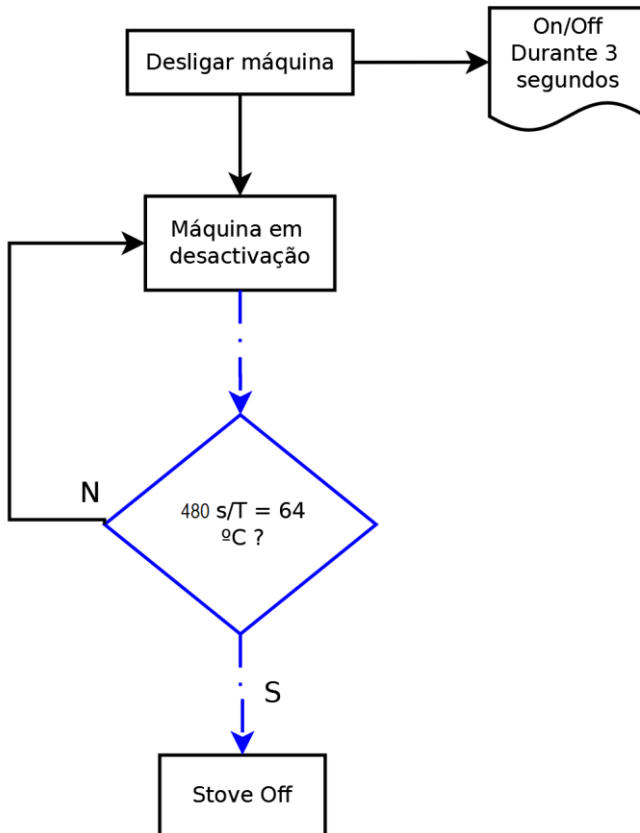 Desligar máquina
On/Off
Durante 3
segundos
Máquina em
desactivação
N
480 s/T = 64
ºC ?
S
Stove Off